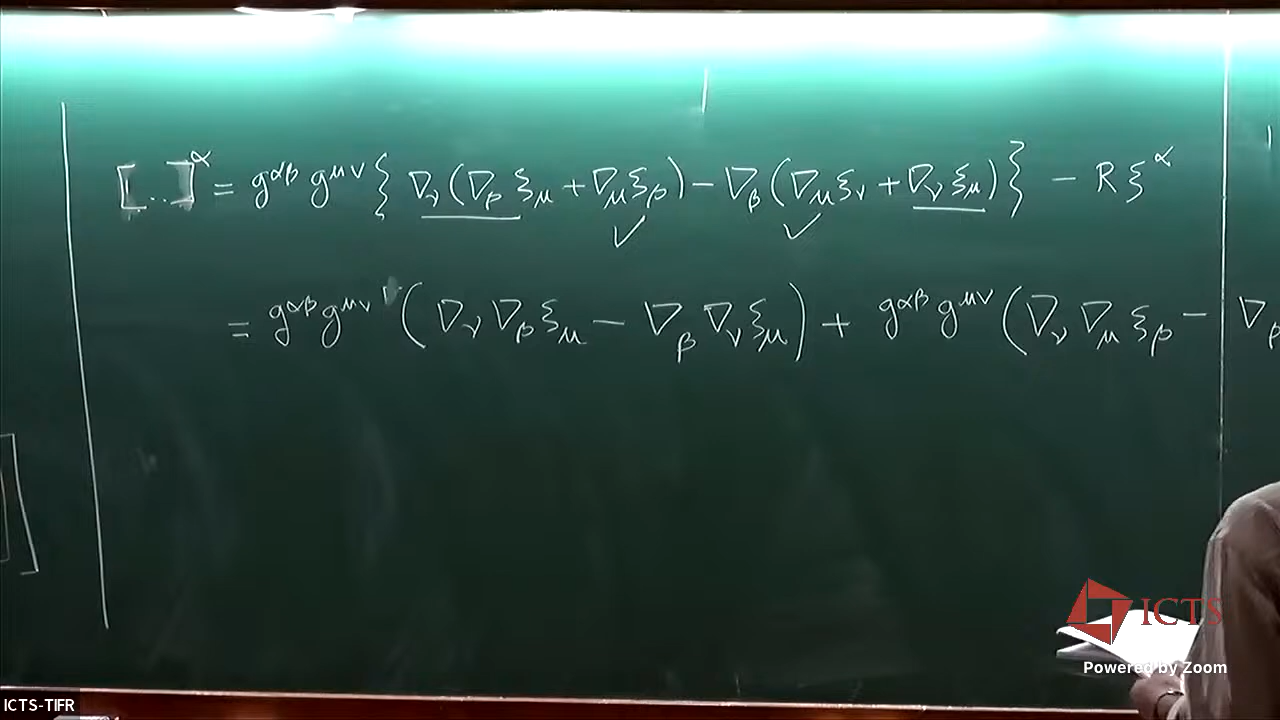 [...]^α = g^{αβ} g^{μν} { ∇_ν (∇_β ξ_μ + ∇_μ ξ_β) − ∇_β (∇_μ ξ_ν + ∇_ν ξ_μ) } − R ξ^α
= g^{αβ} g^{μν} ( ∇_ν ∇_β ξ_μ − ∇_β ∇_ν ξ_μ ) + g^{αβ} g^{μν} ( ∇_ν ∇_μ ξ_β − ∇_β
ICTS
Powered by Zoom
ICTS-TIFR